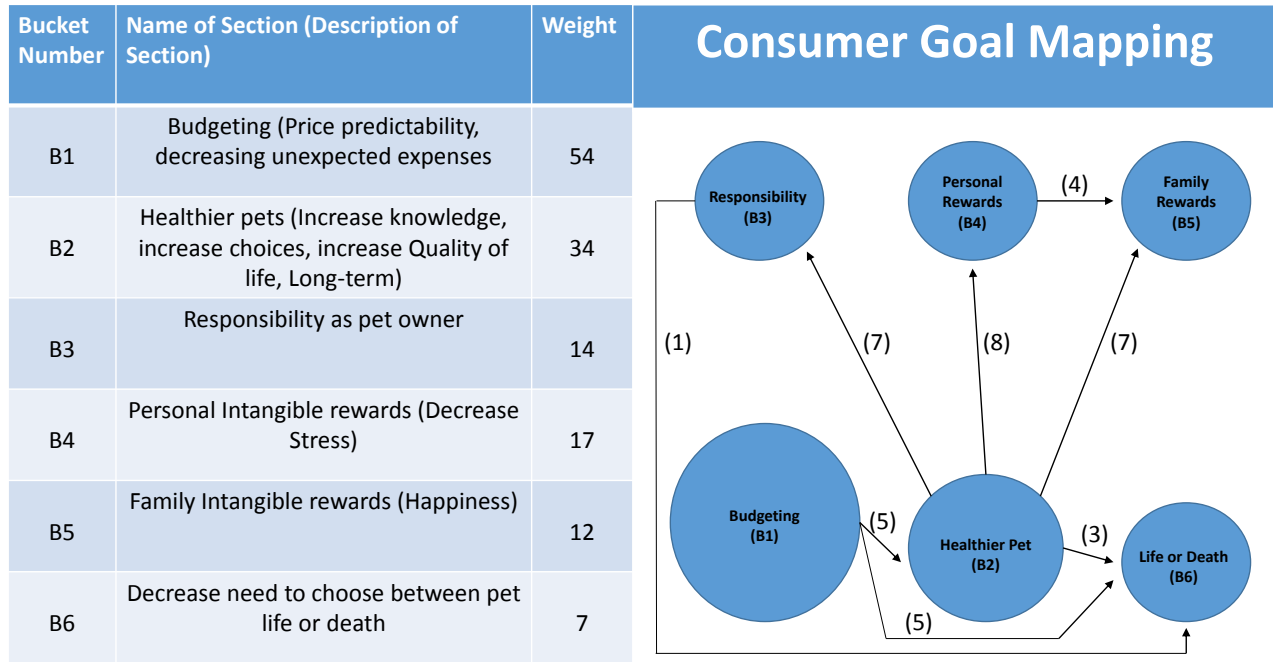 Bucket Number
Name of Section (Description of Section)
Weight
B1
Budgeting (Price predictability,
decreasing unexpected expenses
54
B2
Healthier pets (Increase knowledge,
increase choices, increase Quality of
life, Long-term)
34
B3
Responsibility as pet owner
14
B4
Personal Intangible rewards (Decrease
Stress)
17
B5
Family Intangible rewards (Happiness)
12
B6
Decrease need to choose between pet
life or death
7
Consumer Goal Mapping
Responsibility
(B3)
Personal
Rewards
(B4)
(4)
Family
Rewards
(B5)
(1)
(7)
(8)
(7)
Budgeting
(B1)
(5)
Healthier Pet
(B2)
(3)
Life or Death
(B6)
(5)